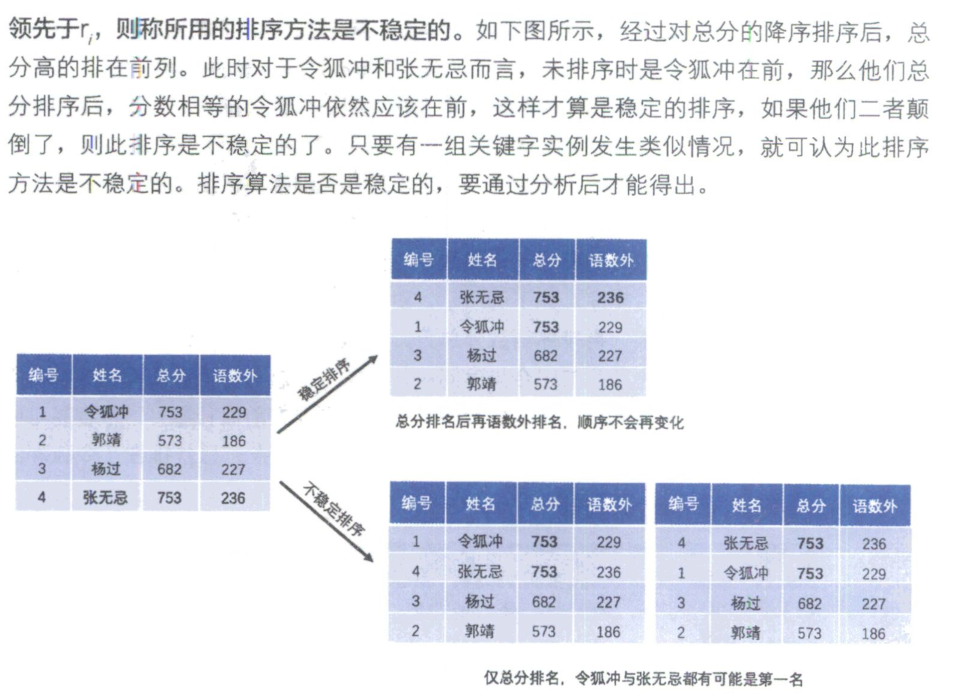 领先于rⱼ，则称所用的排序方法是不稳定的。如下图所示，经过对总分的降序排序后，总
分高的排在前列。此时对于令狐冲和张无忌而言，未排序时是令狐冲在前，那么他们总
分排序后，分数相等的令狐冲依然应该在前，这样才算是稳定的排序，如果他们二者颠
倒了，则此排序是不稳定的了。只要有一组关键字实例发生类似情况，就可认为此排序
方法是不稳定的。排序算法是否是稳定的，要通过分析后才能得出。
编号 姓名 总分 语数外
4 张无忌 753 236
1 令狐冲 753 229
3 杨过 682 227
2 郭靖 573 186
总分排名后再语数外排名，顺序不会再变化
稳定排序
编号 姓名 总分 语数外
1 令狐冲 753 229
2 郭靖 573 186
3 杨过 682 227
4 张无忌 753 236
不稳定排序
编号 姓名 总分 语数外
1 令狐冲 753 229
4 张无忌 753 236
3 杨过 682 227
2 郭靖 573 186
编号 姓名 总分 语数外
4 张无忌 753 236
1 令狐冲 753 229
3 杨过 682 227
2 郭靖 573 186
仅总分排名，令狐冲与张无忌都有可能是第一名